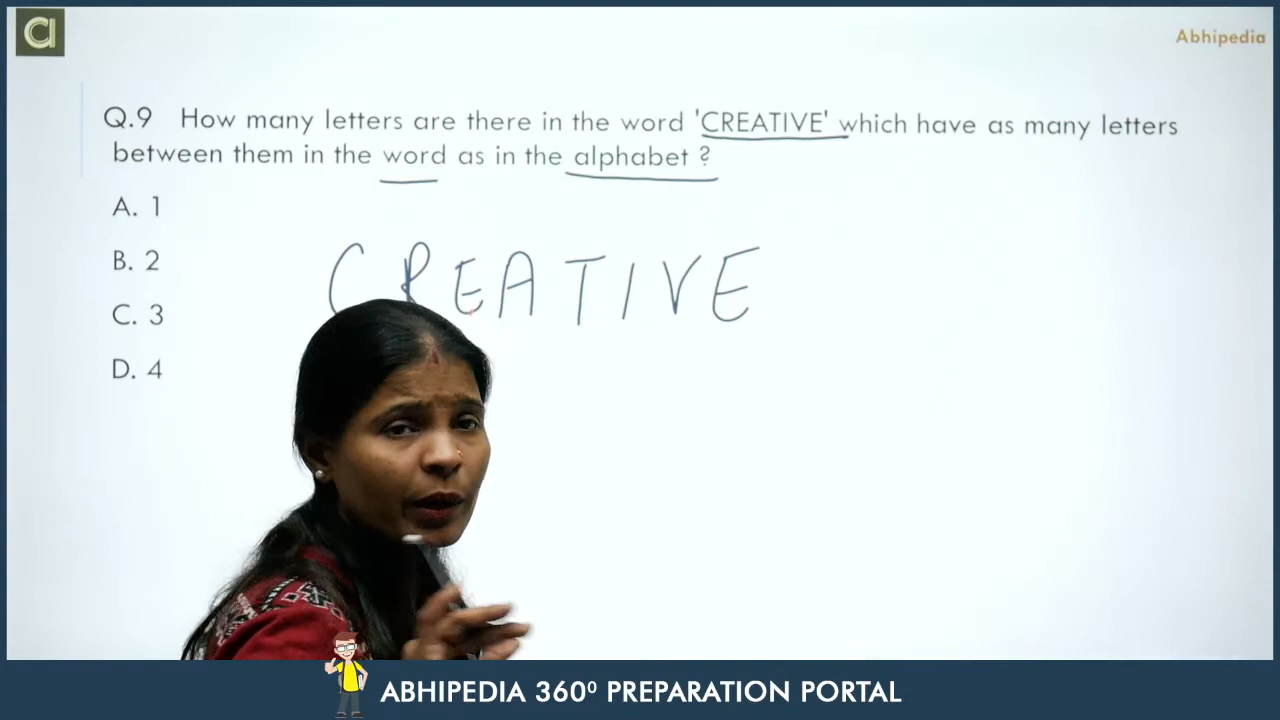 CA
Abhipedia
Q.9 How many letters are there in the word 'CREATIVE' which have as many letters
between them in the word as in the alphabet ?
A. 1
B. 2
C. 3
D. 4
CREATIVE
ABHIPEDIA 360⁰ PREPARATION PORTAL